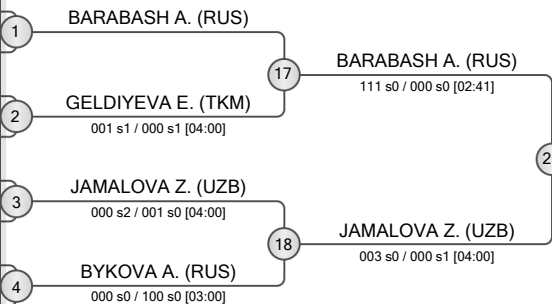 BARABASH A. (RUS)
1
17
BARABASH A. (RUS)
111 s0 / 000 s0 [02:41]
GELDIYEVA E. (TKM)
2
001 s1 / 000 s1 [04:00]
2
JAMALOVA Z. (UZB)
3
000 s2 / 001 s0 [04:00]
18
JAMALOVA Z. (UZB)
003 s0 / 000 s1 [04:00]
BYKOVA A. (RUS)
4
000 s0 / 100 s0 [03:00]